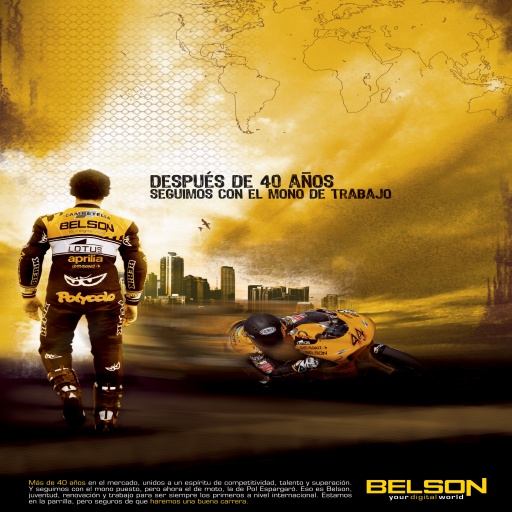 DESPUÉS DE 40 AÑOS
SEGUIMOS CON EL MONO DE TRABAJO
BELSON
LOTUS
aprilia
Polyccio
44
BELSON
Más de 40 años en el mercado, unidos a un espíritu de competitividad, talento y superación.
Y seguimos con el mono puesto, pero ahora el de moto, la de Pol Espargaró. Eso es Belson,
juventud, renovación y trabajo para ser siempre los primeros a nivel internacional. Estamos
en la parrilla, pero seguros de que haremos una buena carrera.
BELSON
your digital world